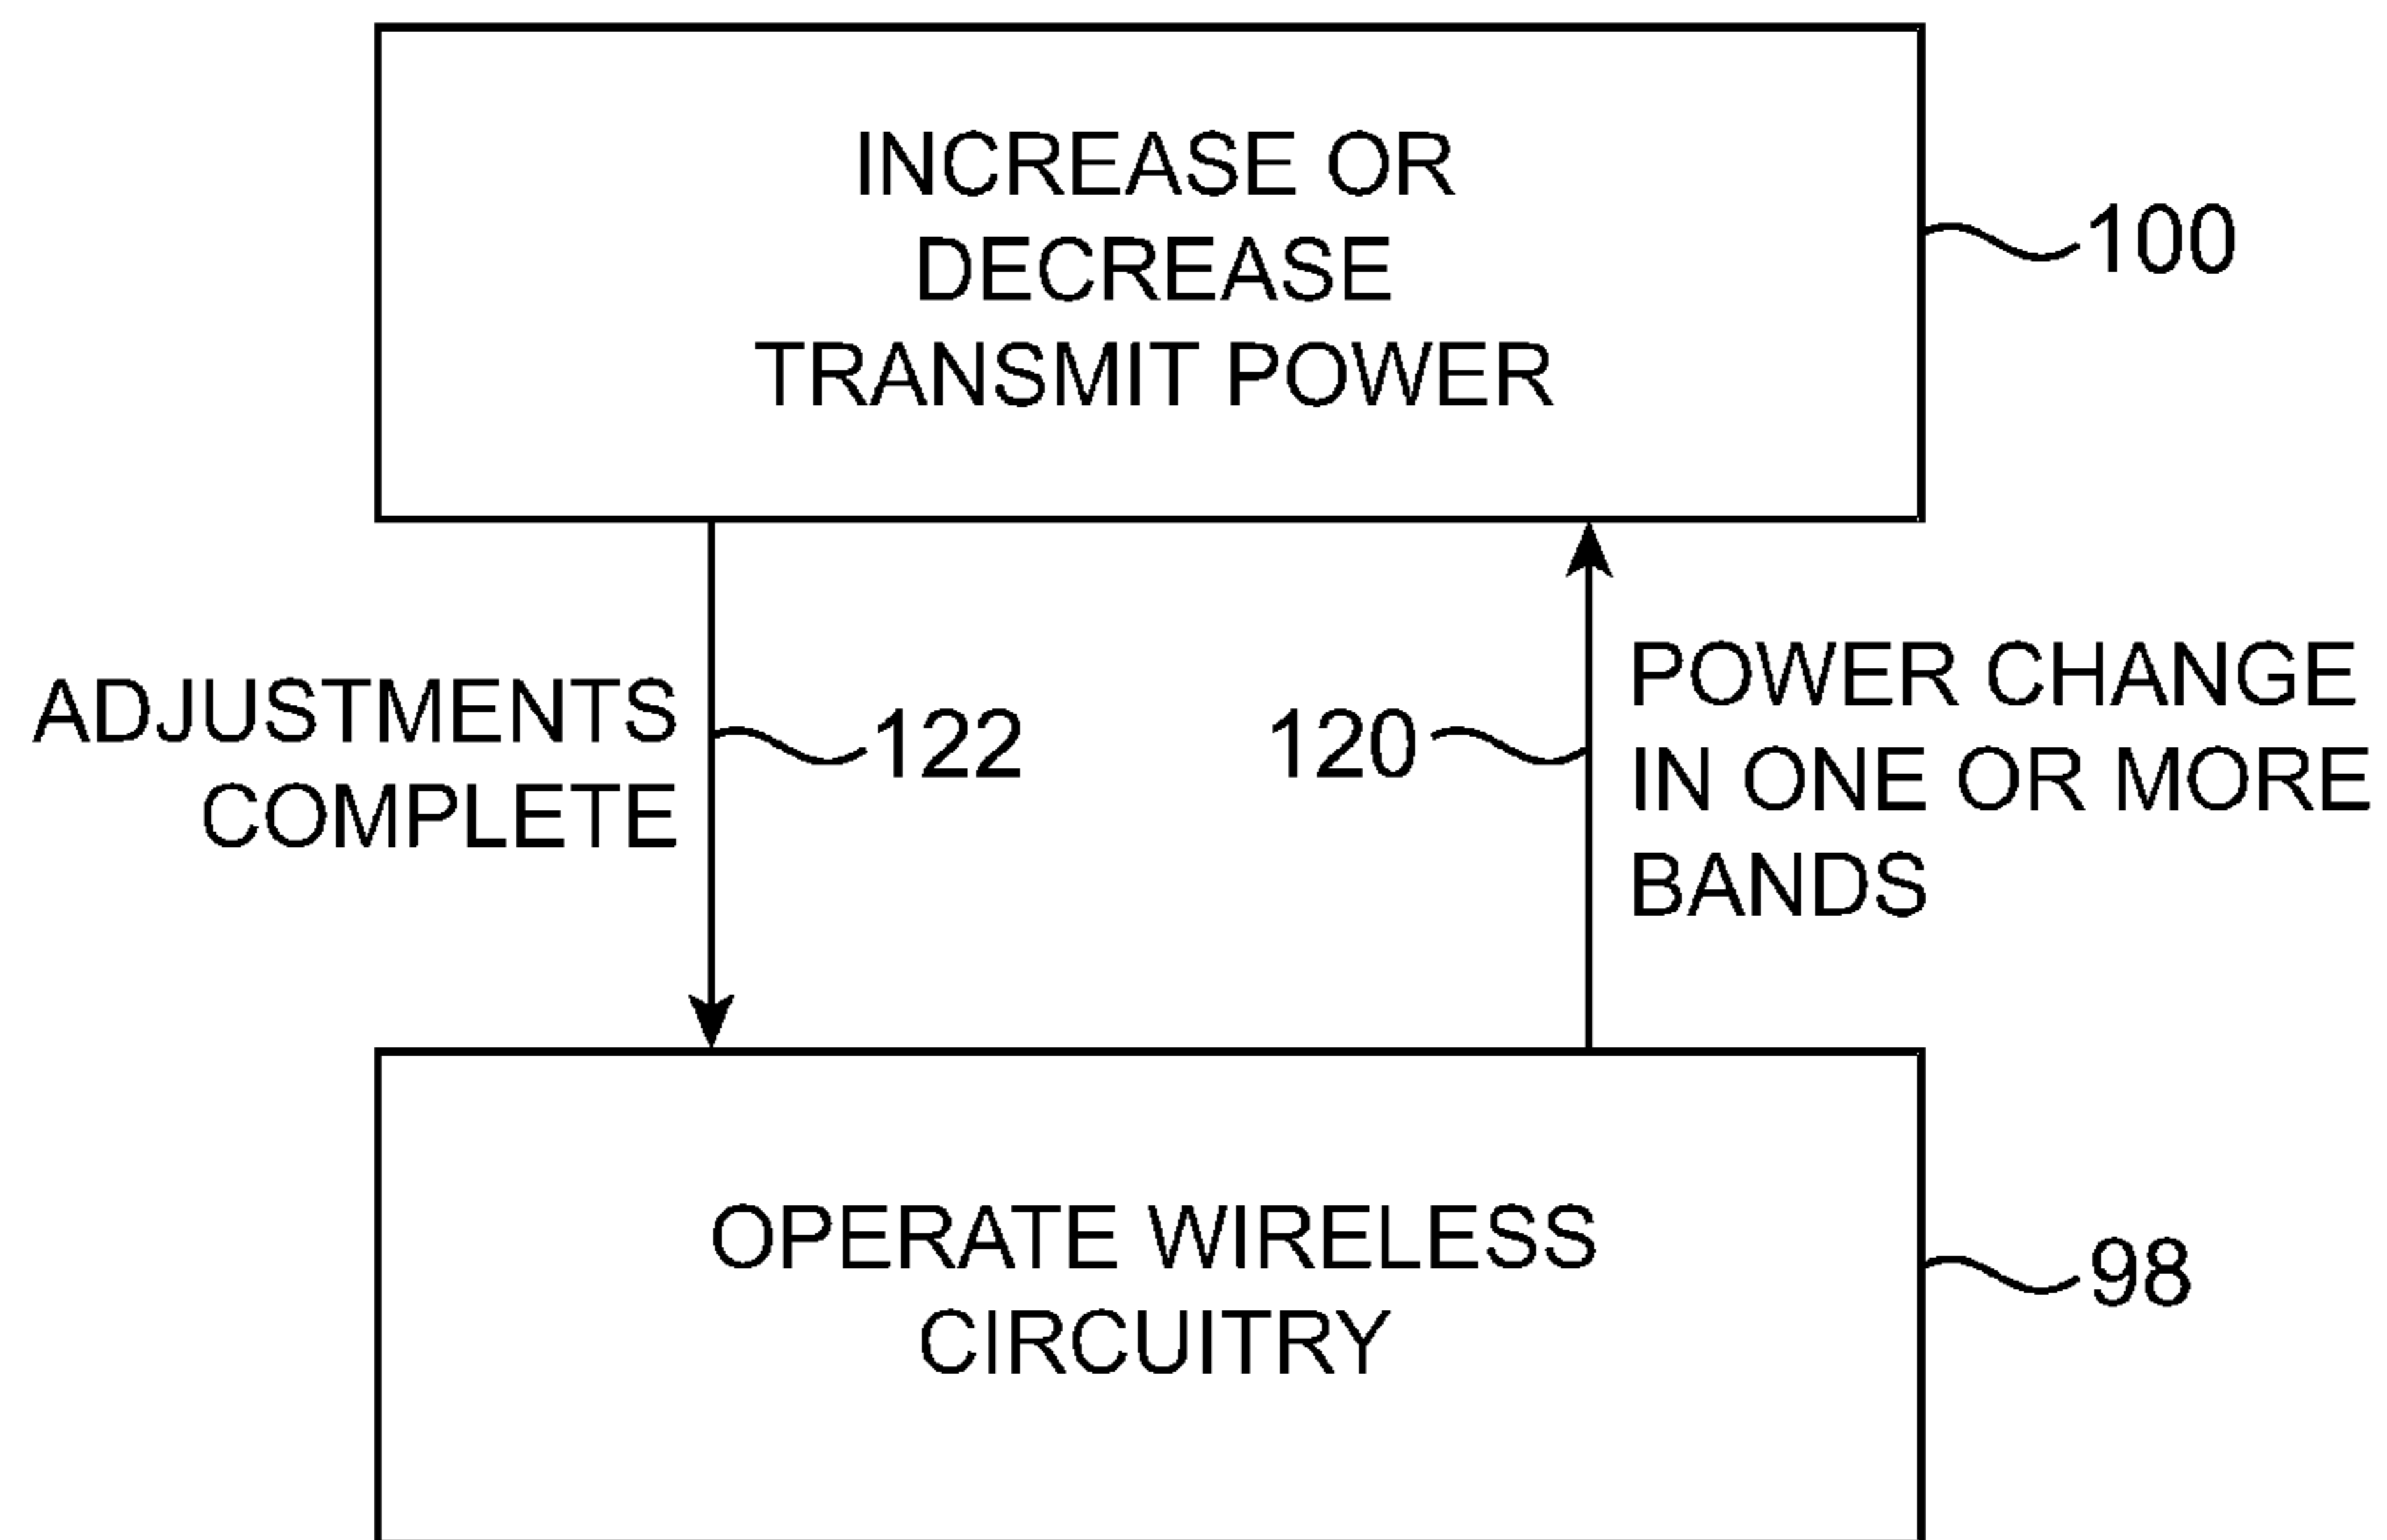 INCREASE OR
DECREASE
TRANSMIT POWER
100
ADJUSTMENTS
COMPLETE
122
120
POWER CHANGE
IN ONE OR MORE
BANDS
OPERATE WIRELESS
CIRCUITRY
98